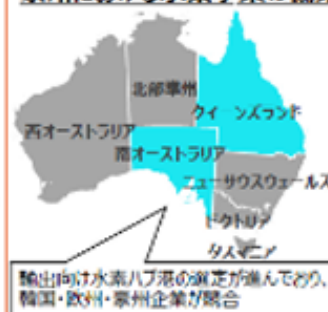 北部準州
クイーンズランド
西オーストラリア
南オーストラリア
ニューサウスウェールズ
ビクトリア
タスマニア
輸出向け水素ハブ港の選定が進んでおり、
韓国・欧州・豪州企業が競合